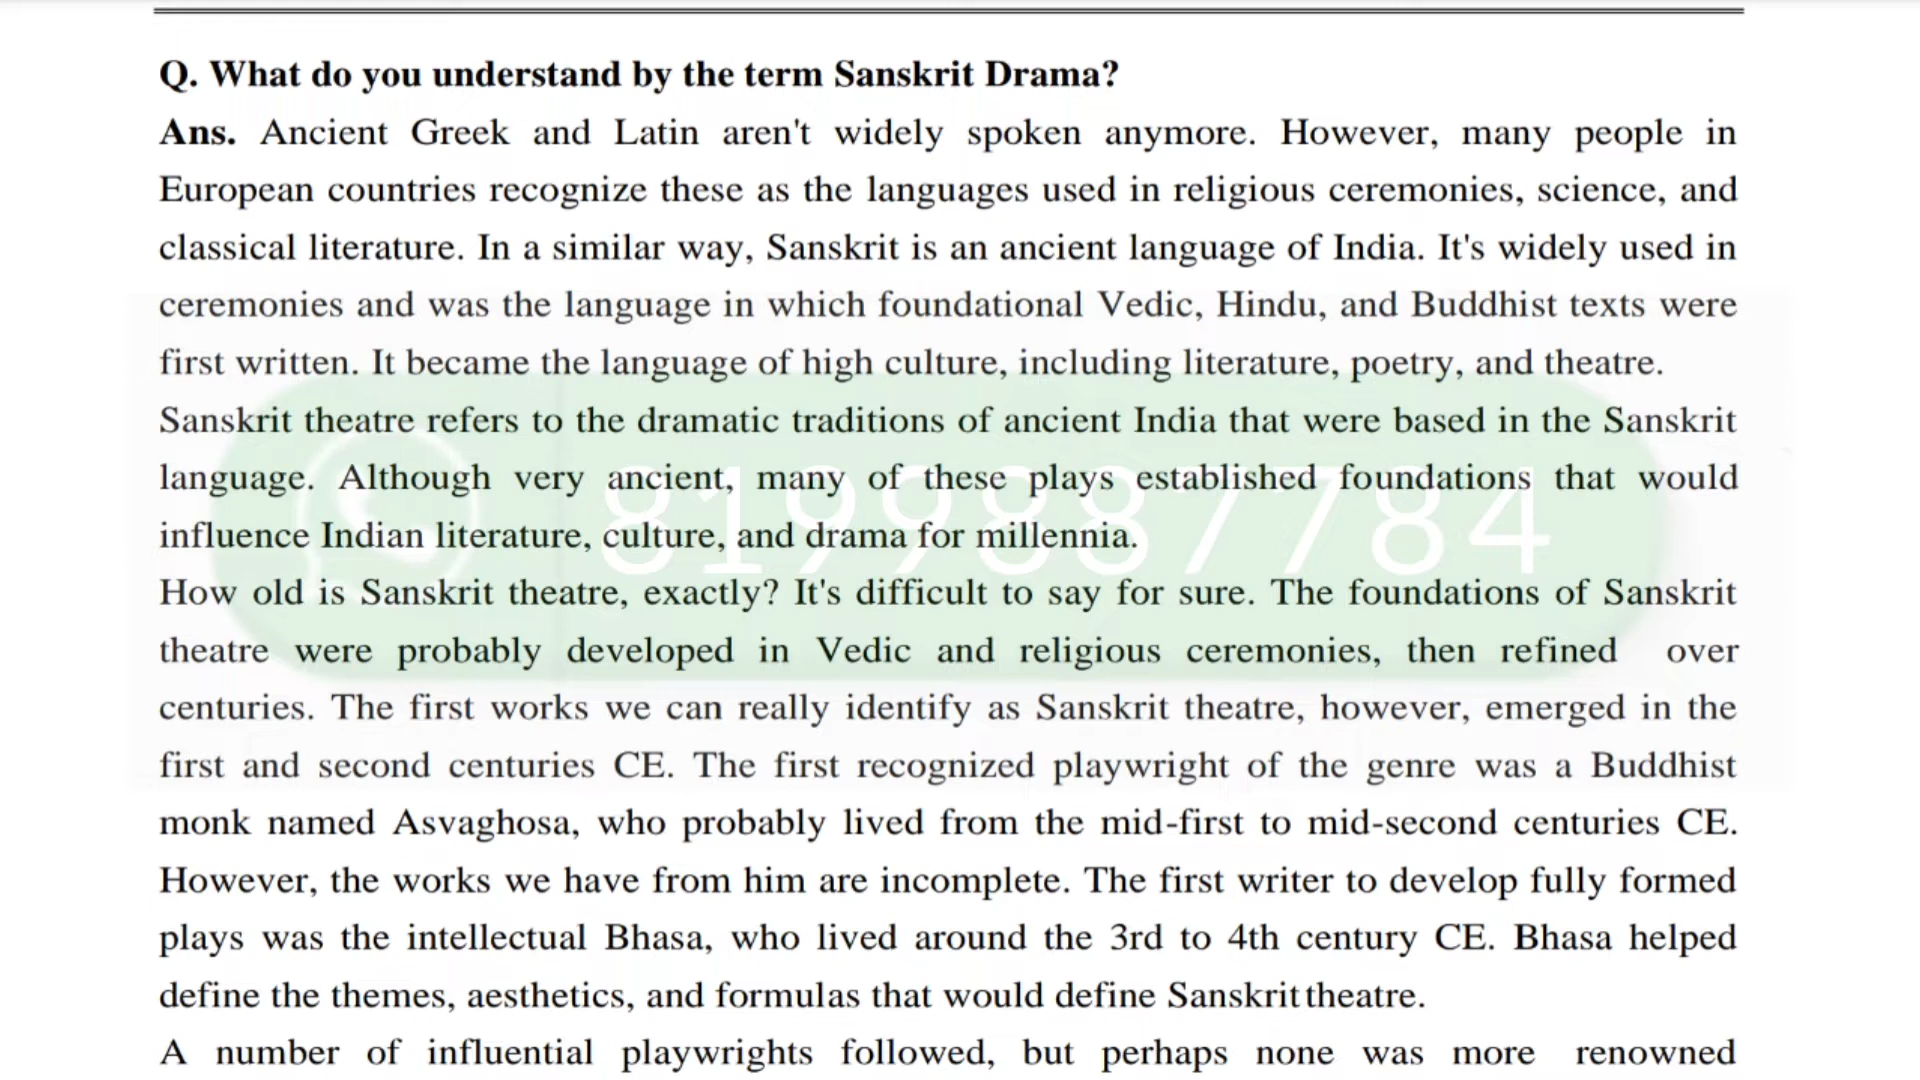 Q. What do you understand by the term Sanskrit Drama?
Ans. Ancient Greek and Latin aren't widely spoken anymore. However, many people in
European countries recognize these as the languages used in religious ceremonies, science, and
classical literature. In a similar way, Sanskrit is an ancient language of India. It's widely used in
ceremonies and was the language in which foundational Vedic, Hindu, and Buddhist texts were
first written. It became the language of high culture, including literature, poetry, and theatre.
Sanskrit theatre refers to the dramatic traditions of ancient India that were based in the Sanskrit
language. Although very ancient, many of these plays established foundations that would
8199887784
influence Indian literature, culture, and drama for millennia.
How old is Sanskrit theatre, exactly? It's difficult to say for sure. The foundations of Sanskrit
theatre were probably developed in Vedic and religious ceremonies, then refined over
centuries. The first works we can really identify as Sanskrit theatre, however, emerged in the
first and second centuries CE. The first recognized playwright of the genre was a Buddhist
monk named Asvaghosa, who probably lived from the mid-first to mid-second centuries CE.
However, the works we have from him are incomplete. The first writer to develop fully formed
plays was the intellectual Bhasa, who lived around the 3rd to 4th century CE. Bhasa helped
define the themes, aesthetics, and formulas that would define Sanskrit theatre.
A number of influential playwrights followed, but perhaps none was more renowned